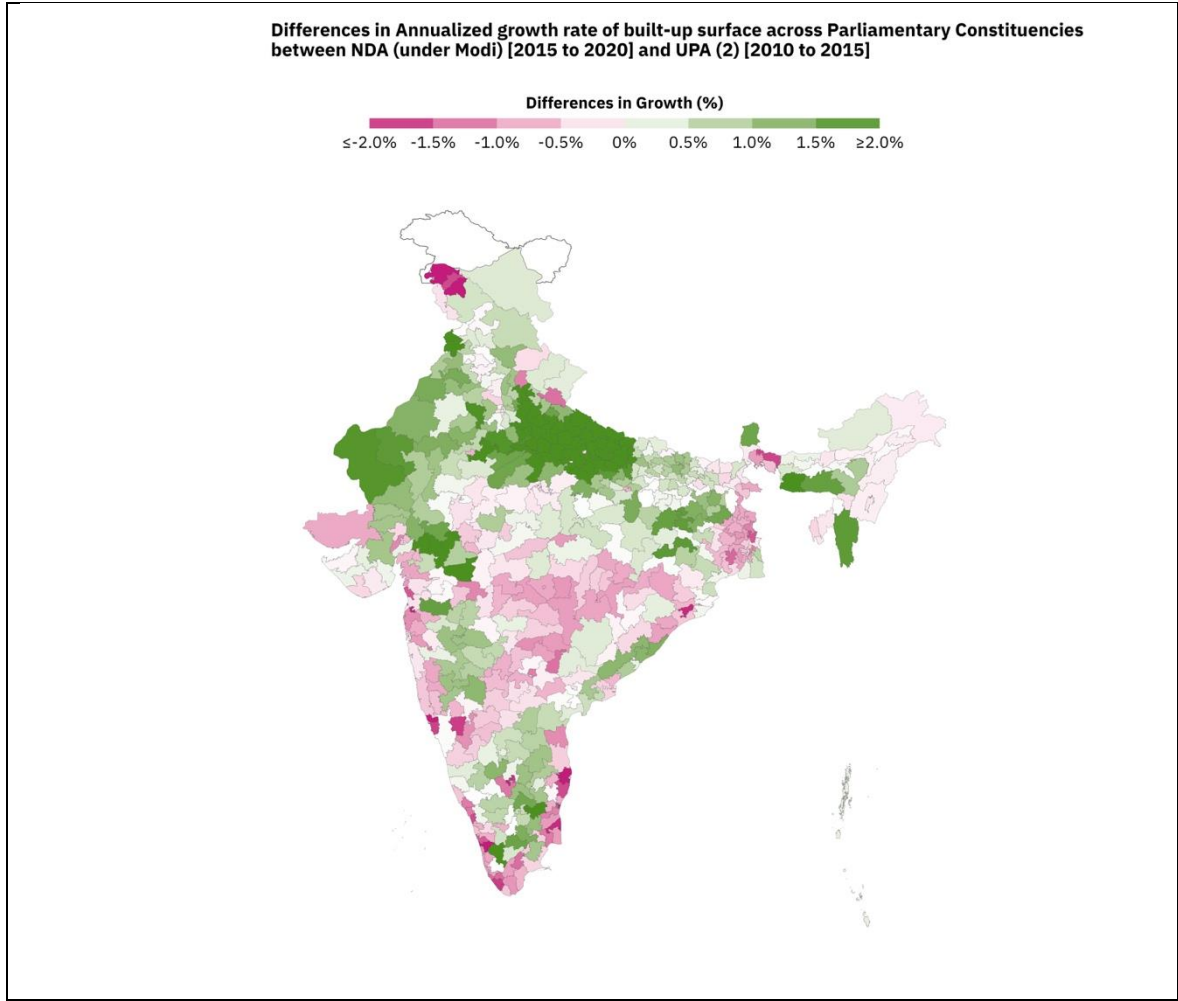 Differences in Annualized growth rate of built-up surface across Parliamentary Constituencies
between NDA (under Modi) [2015 to 2020] and UPA (2) [2010 to 2015]
Differences in Growth (%)
≤-2.0% -1.5% -1.0% -0.5% 0% 0.5% 1.0% 1.5% ≥2.0%